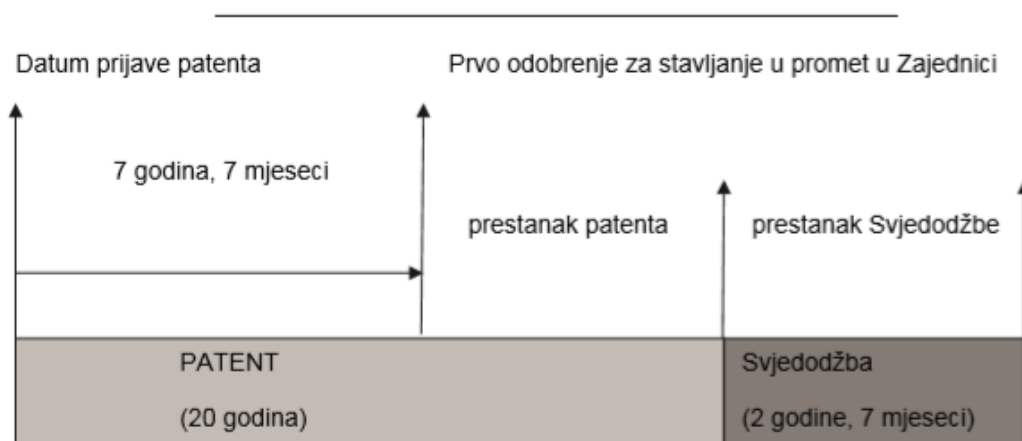 Datum prijave patenta
Prvo odobrenje za stavljanje u promet u Zajednici
7 godina, 7 mjeseci
prestanak patenta
prestanak Svjedodžbe
PATENT
(20 godina)
Svjedodžba
(2 godine, 7 mjeseci)